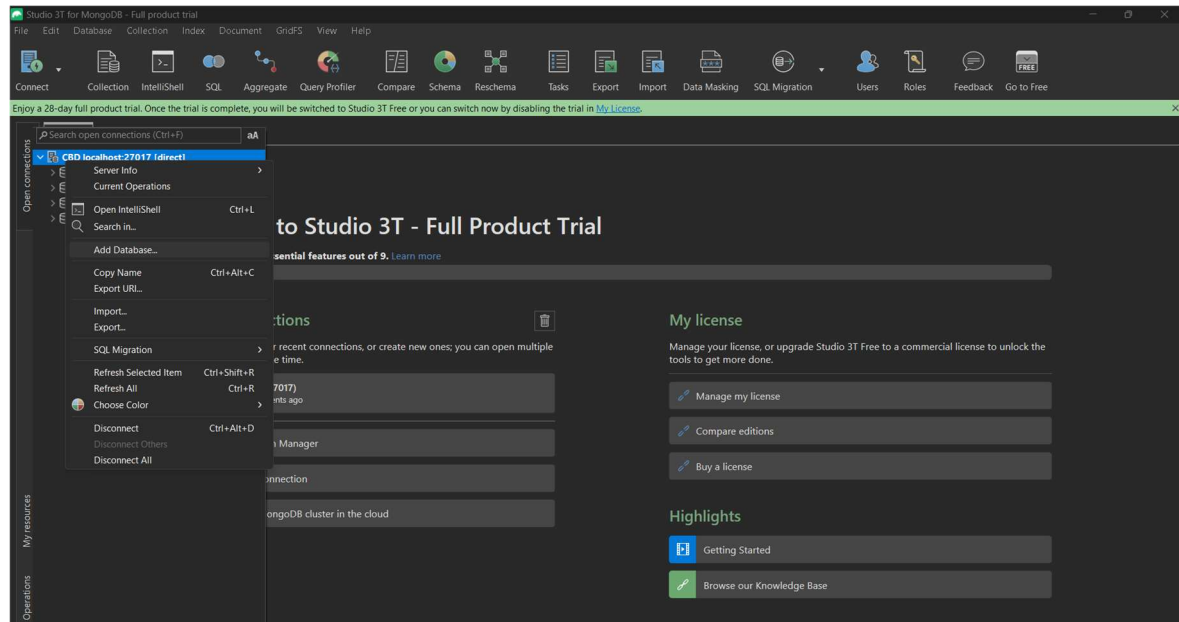 Studio 3T for MongoDB - Full product trial
File Edit Database Collection Index Document GridFS View Help
Connect Collection IntelliShell SQL Aggregate Query Profiler Compare Schema Reschema Tasks Export Import Data Masking SQL Migration Users Roles Feedback Go to Free
FREE
Enjoy a 28-day full product trial. Once the trial is complete, you will be switched to Studio 3T Free or you can switch now by disabling the trial in My License.
Open connections
Search open connections (Ctrl+F) aA
CBD localhost:27017 [direct]
Server Info
Current Operations
Open IntelliShell Ctrl+L
Search in...
Add Database...
Copy Name Ctrl+Alt+C
Export URI...
Import...
Export...
SQL Migration
Refresh Selected Item Ctrl+Shift+R
Refresh All Ctrl+R
Choose Color
Disconnect Ctrl+Alt+D
Disconnect Others
Disconnect All
My resources
Operations
to Studio 3T - Full Product Trial
features out of 9. Learn more
recent connections, or create new ones; you can open multiple
time.
7017)
ago
Manager
MongoDB cluster in the cloud
My license
Manage your license, or upgrade Studio 3T Free to a commercial license to unlock the
tools to get more done.
Manage my license
Compare editions
Buy a license
Highlights
Getting Started
Browse our Knowledge Base